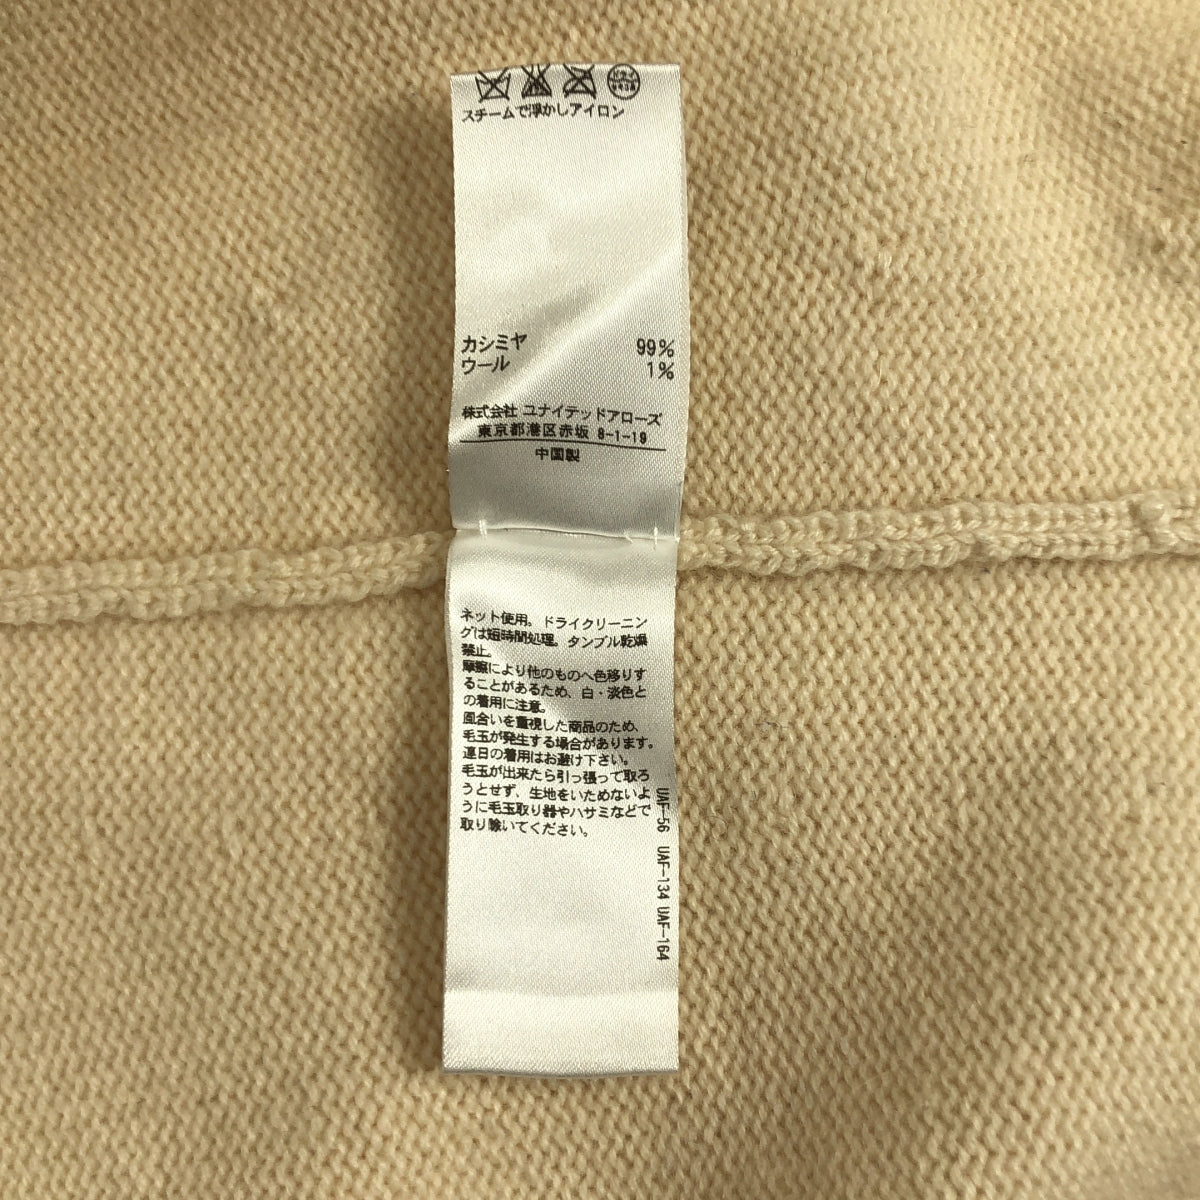 スチームで浮かしアイロン
カシミヤ 99%
ウール 1%
株式会社 ユナイテッドアローズ
東京都港区赤坂 8-1-19
中国製
ネット使用。ドライクリーニン
グは短時間処理。タンブル乾燥
禁止。
摩擦により他のものへ色移りす
ることがあるため、白・淡色と
の着用に注意。
風合いを重視した商品のため、
毛玉が発生する場合があります。
連日の着用はお避け下さい。
毛玉が出来たら引っ張って取ろ
うとせず、生地をいためないよ
うに毛玉取り器やハサミなどで
取り除いてください。
UAF-56 UAF-134 UAF-164